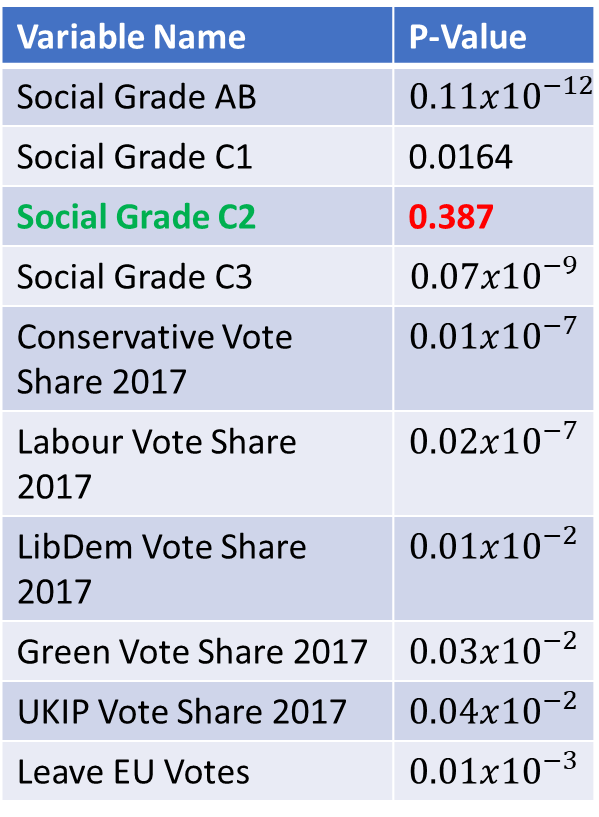 Variable Name P-Value
Social Grade AB 0.11x10⁻¹²
Social Grade C1 0.0164
Social Grade C2 0.387
Social Grade C3 0.07x10⁻⁹
Conservative Vote 0.01x10⁻⁷
Share 2017
Labour Vote Share 0.02x10⁻⁷
2017
LibDem Vote Share 0.01x10⁻²
2017
Green Vote Share 2017 0.03x10⁻²
UKIP Vote Share 2017 0.04x10⁻²
Leave EU Votes 0.01x10⁻³